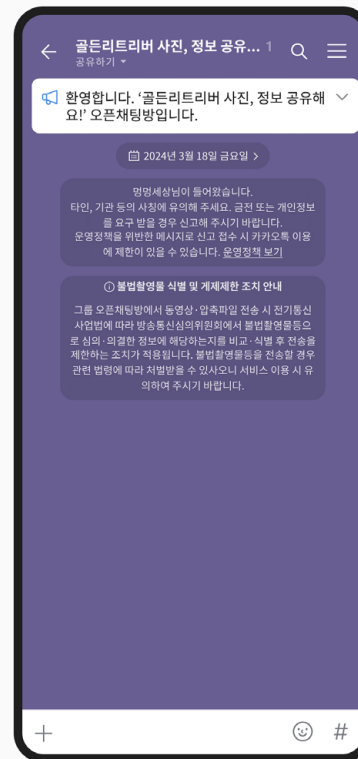 골든리트리버 사진, 정보 공유... 1
공유하기
환영합니다. ‘골든리트리버 사진, 정보 공유해
요!’ 오픈채팅방입니다.
2024년 3월 18일 금요일 >
멍멍세상님이 들어왔습니다.
타인, 기관 등의 사칭에 유의해 주세요. 금전 또는 개인정보
를 요구 받을 경우 신고해 주시기 바랍니다.
운영정책을 위반한 메시지로 신고 접수 시 카카오톡 이용
에 제한이 있을 수 있습니다. 운영정책 보기
불법촬영물 식별 및 게제제한 조치 안내
그룹 오픈채팅방에서 동영상·압축파일 전송 시 전기통신
사업법에 따라 방송통신심의위원회에서 불법촬영물등으
로 심의·의결한 정보에 해당하는지를 비교·식별 후 전송을
제한하는 조치가 적용됩니다. 불법촬영물등을 전송할 경우
관련 법령에 따라 처벌받을 수 있사오니 서비스 이용 시 유
의하여 주시기 바랍니다.
#